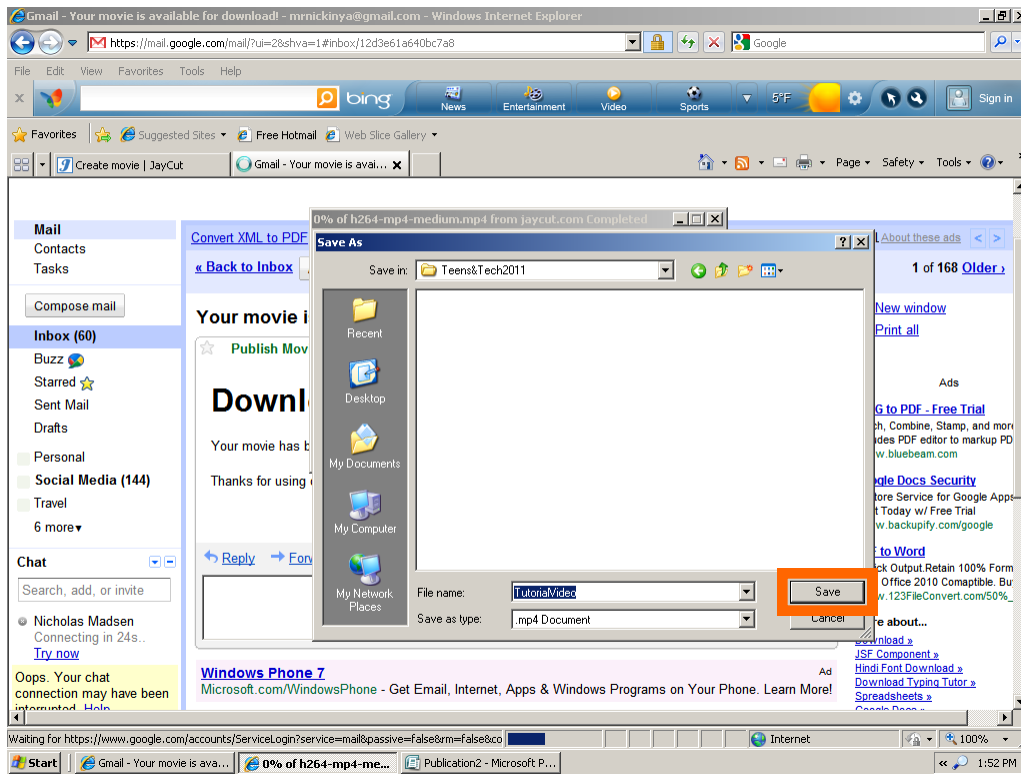 Gmail - Your movie is available for download! - mrnickinya@gmail.com - Windows Internet Explorer
https://mail.google.com/mail/?ui=2&shva=1#inbox/12d3e61a640bc7a8
Google
File Edit View Favorites Tools Help
x bing News Entertainment Video Sports 5°F Sign in
Favorites Suggested Sites Free Hotmail Web Slice Gallery
Create movie | JayCut
Gmail - Your movie is avai... x
Page Safety Tools
Mail
Contacts
Tasks
Compose mail
Inbox (60)
Buzz
Starred
Sent Mail
Drafts
Personal
Social Media (144)
Travel
6 more▾
Chat
Search, add, or invite
Nicholas Madsen
Connecting in 24s..
Try now
Oops. Your chat
connection may have been
interrupted. Help
Convert XML to PDF
About these ads < >
« Back to Inbox
1 of 168 Older ›
Your movie i
Publish Mov
Downl
Your movie has b
Thanks for using
Reply Forw
0% of h264-mp4-medium.mp4 from jaycut.com Completed
Save As
Save in: Teens&Tech2011
Recent
Desktop
My Documents
My Computer
My Network
Places
File name: TutorialVideo
Save
Save as type: .mp4 Document
Cancel
New window
Print all
Ads
G to PDF - Free Trial
ch, Combine, Stamp, and more
des PDF editor to markup PD
w.bluebeam.com
gle Docs Security
tore Service for Google Apps
t Today w/ Free Trial
w.backupify.com/google
F to Word
ck Output.Retain 100% Form
Office 2010 Comaptible. Bu
w.123FileConvert.com/50%_
re about...
ownload »
JSF Component »
Hindi Font Download »
Download Typing Tutor »
Spreadsheets »
Google Docs »
Windows Phone 7
Ad
Microsoft.com/WindowsPhone - Get Email, Internet, Apps & Windows Programs on Your Phone. Learn More!
Waiting for https://www.google.com/accounts/ServiceLogin?service=mail&passive=false&rm=false&co
Internet
100%
Start
Gmail - Your movie is ava...
0% of h264-mp4-me...
Publication2 - Microsoft P...
1:52 PM